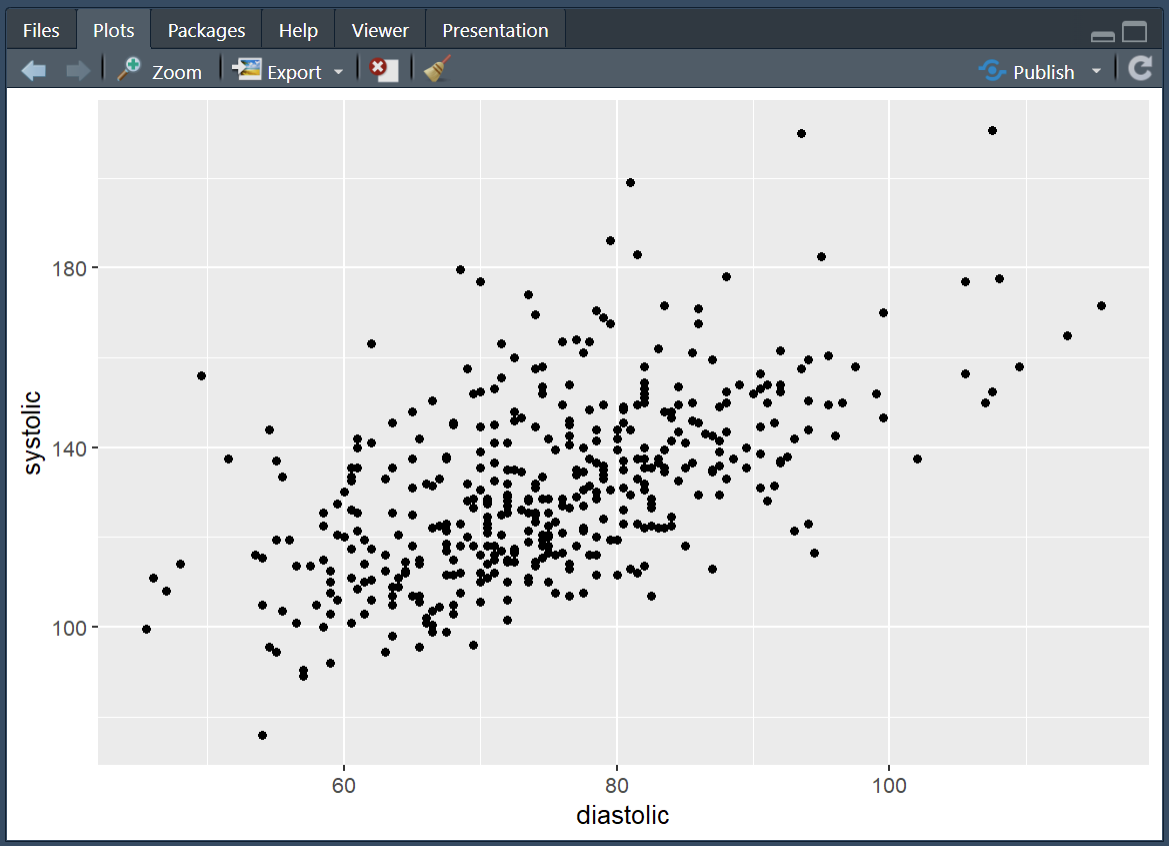 Files Plots Packages Help Viewer Presentation
Zoom Export Publish
180
140
100
systolic
60 80 100
diastolic